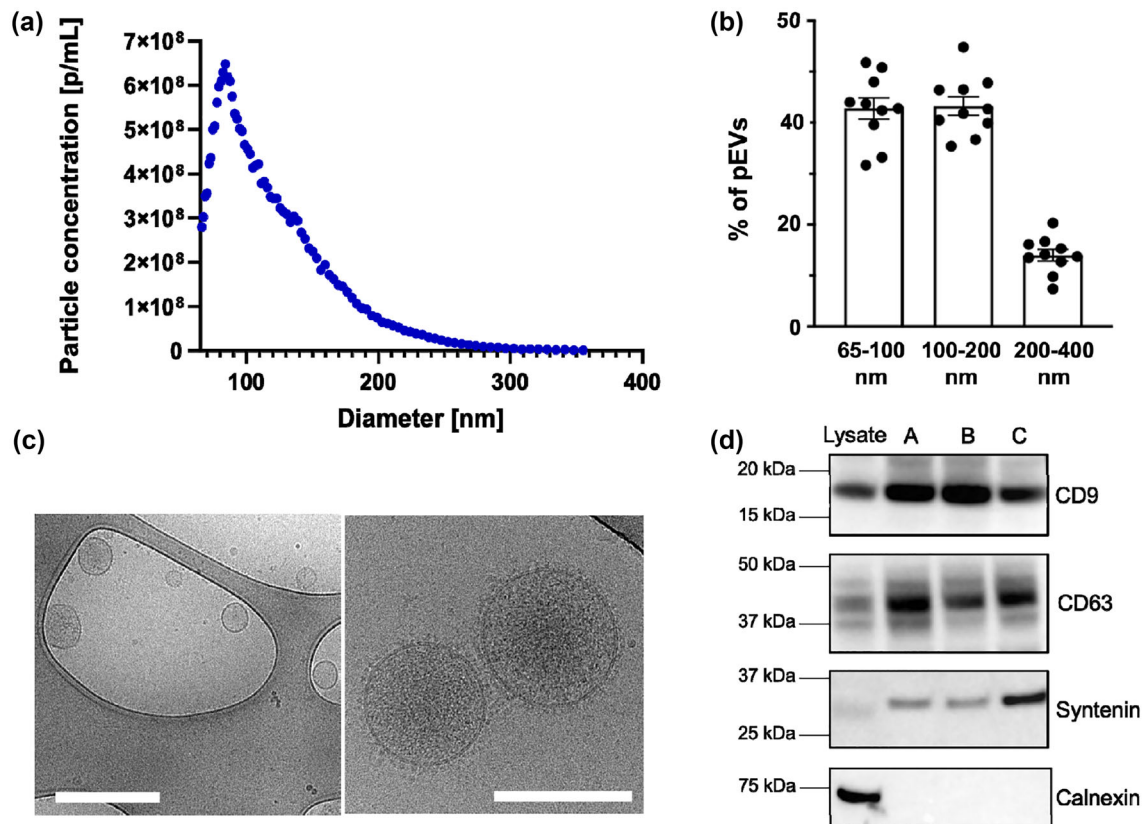 (a)
Particle concentration [p/mL]
7×10⁸
6×10⁸
5×10⁸
4×10⁸
3×10⁸
2×10⁸
1×10⁸
0
100
200
300
400
Diameter [nm]
(b)
% of pEVs
50
40
20
0
65-100
nm
100-200
nm
200-400
nm
(c)
(d)
Lysate A B C
20 kDa
15 kDa
CD9
50 kDa
37 kDa
CD63
37 kDa
25 kDa
Syntenin
75 kDa
Calnexin